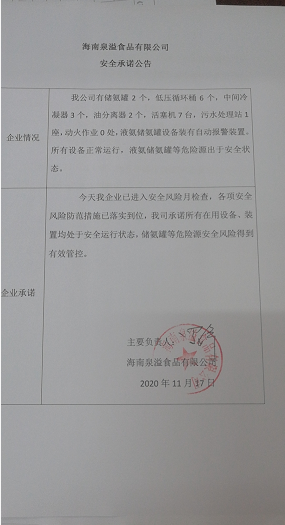 海南泉溢食品有限公司
安全承诺公告
我公司有储氨罐 2 个，低压循环桶 6 个，中间冷
凝器 3 个，油分离器 2 个，活塞机 7 台，污水处理站 1
座，动火作业 0 处，液氨储氨罐设备装有自动报警装置。
所有设备正常运行，液氨储氨罐等危险源出于安全状
态。
企业情况
今天我企业已进入安全风险月检查，各项安全
风险防范措施已落实到位，我司承诺所有在用设备、装
置均处于安全运行状态，储氨罐等危险源安全风险得到
有效管控。
企业承诺
主要负责人：
海南泉溢食品有限公司
2020 年 11 月 17 日